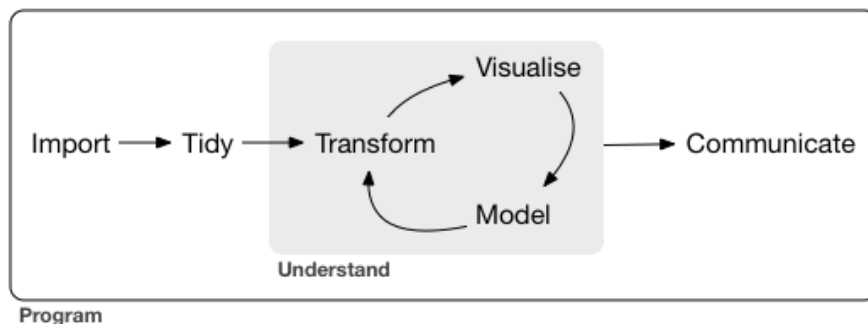 Visualise
Import
Tidy
Transform
Communicate
Model
Understand
Program